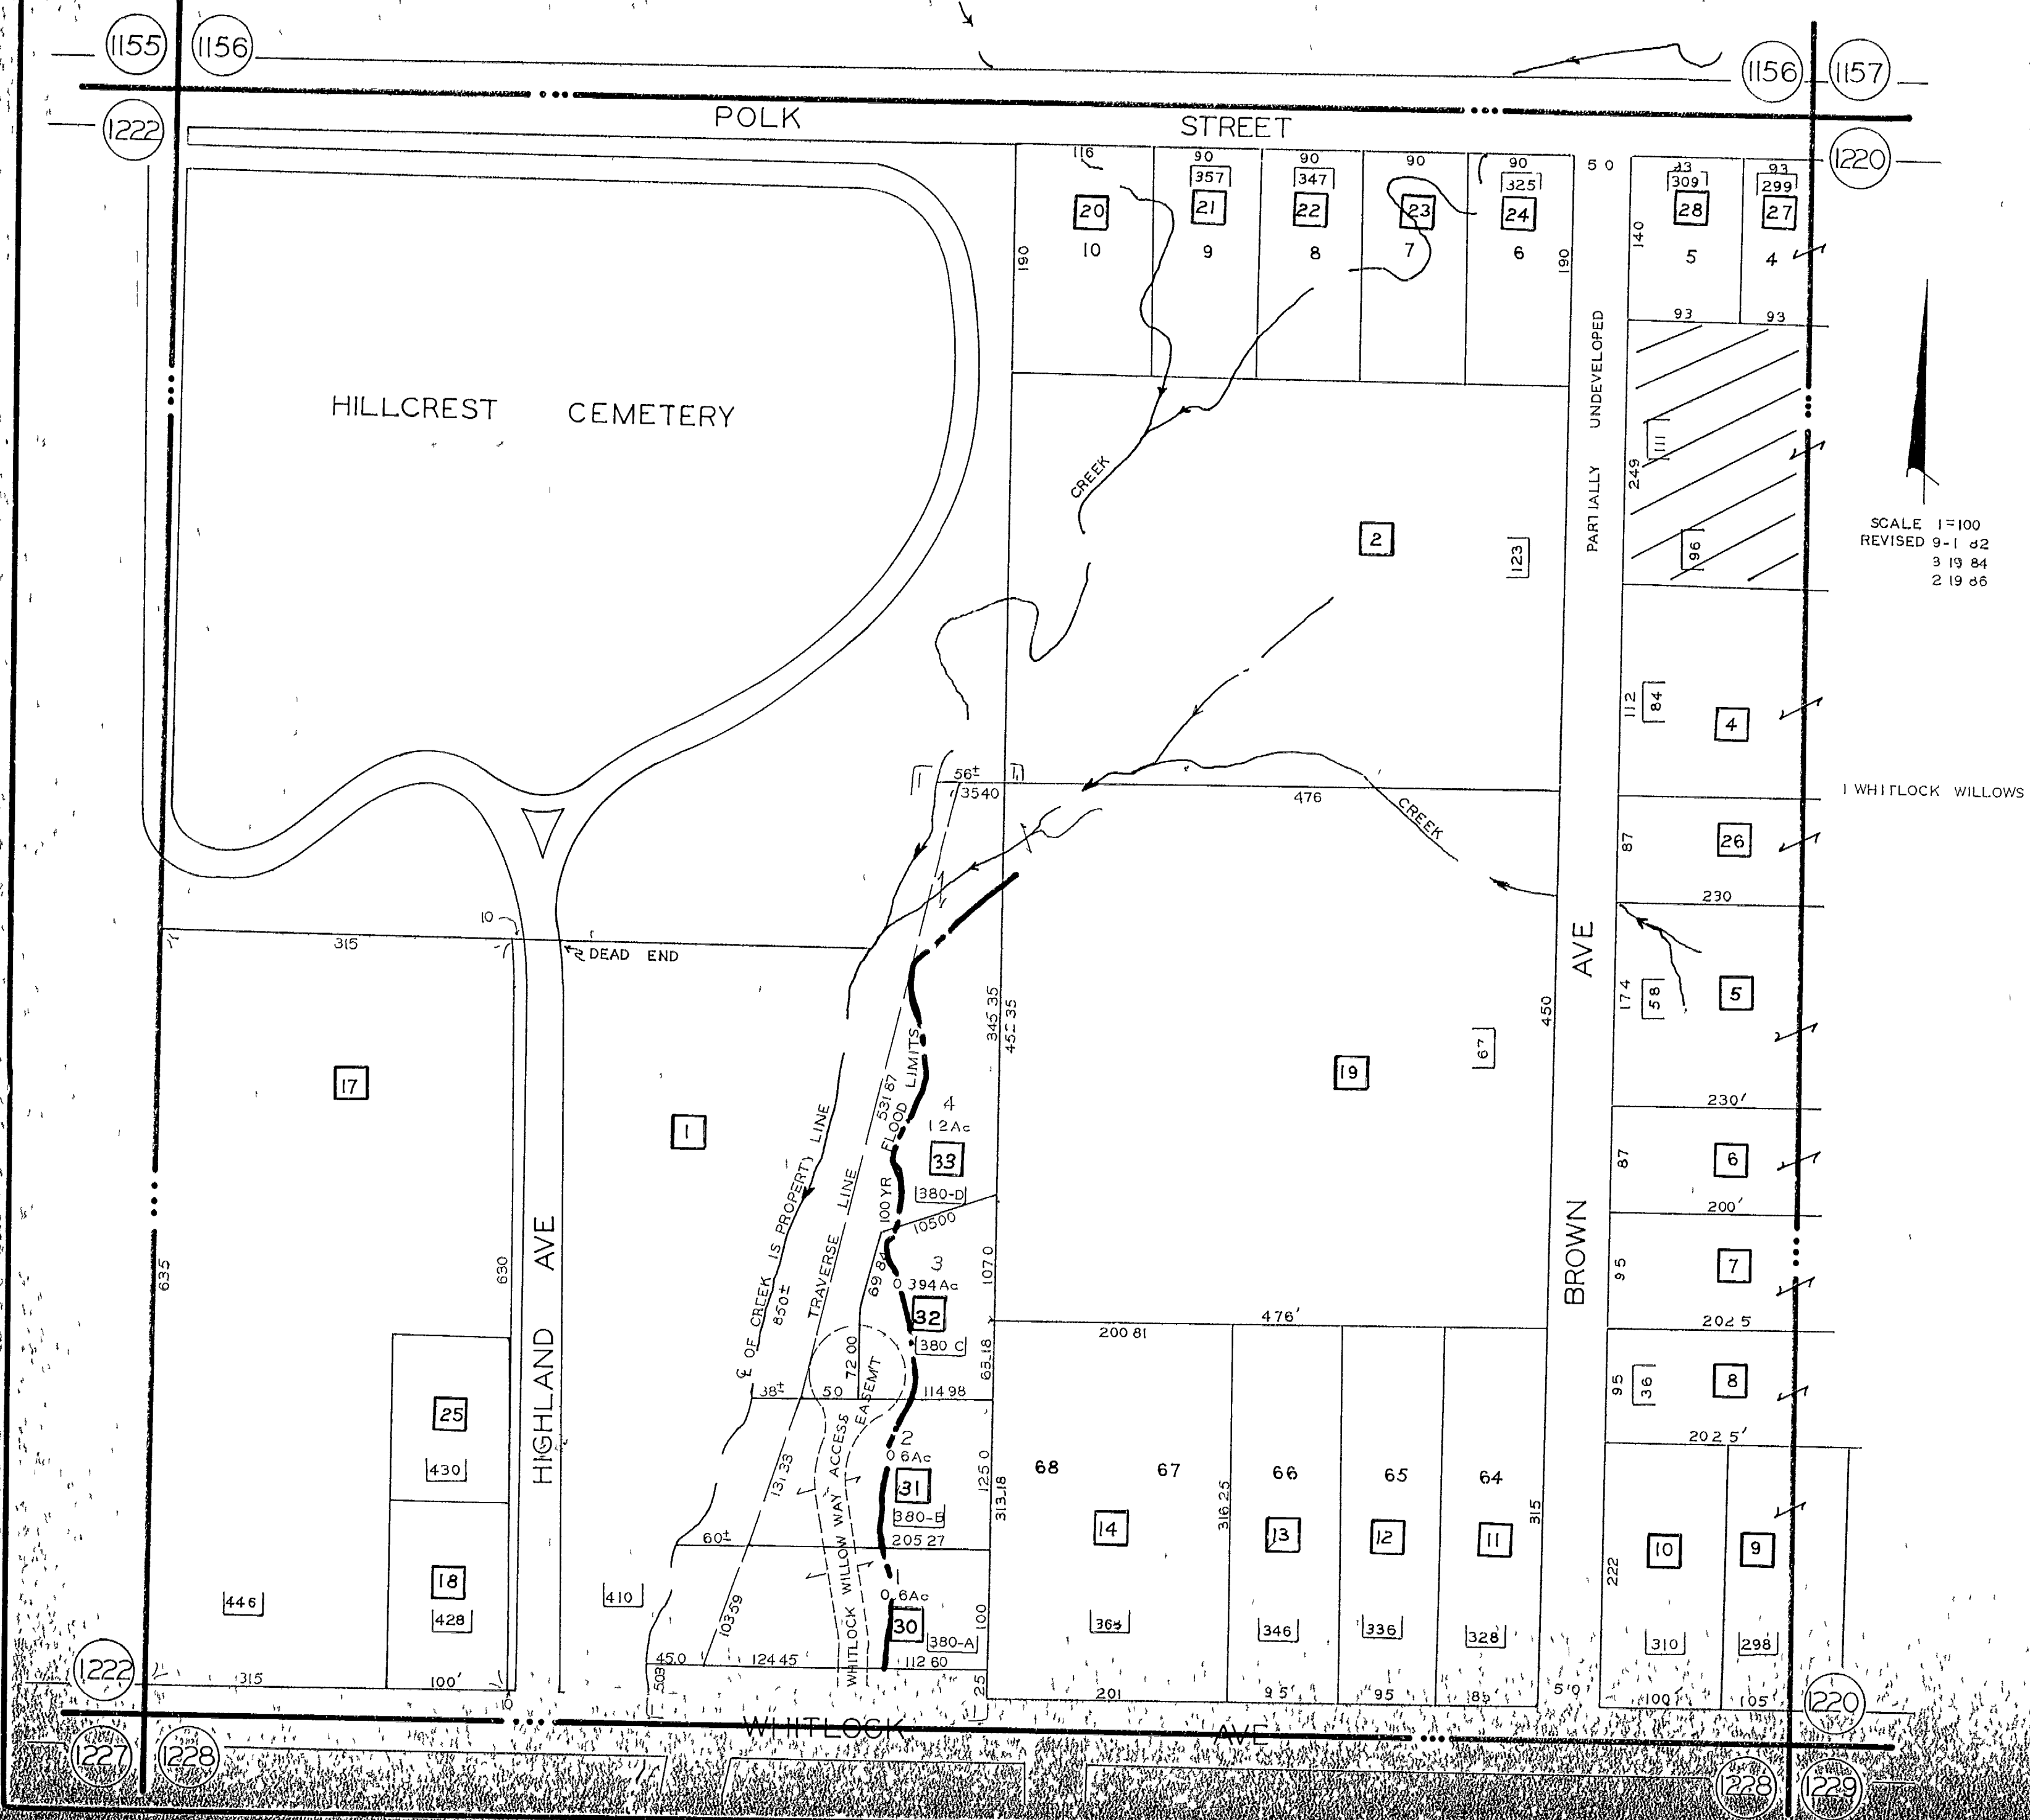 1155 1156
1156 1157
1222
POLK STREET
1220
116 90 90 90 90 50 93 93
357 347 325 309 299
20 21 22 23 24 28 27
10 9 8 7 6 5 4
190 190 140
93 93
HILLCREST CEMETERY
PARTIALLY UNDEVELOPED
111
249
CREEK
2
123
96
SCALE 1=100
REVISED 9-1 82
3 19 84
2 19 86
112
84
4
56±
3540
476
1 WHITLOCK WILLOWS
CREEK
87
26
230
10
315
DEAD END
174
58
5
345 35
450
BROWN AVE
67
17
1
19
230'
531 87
100 YR FLOOD LIMITS
4
12Ac
33
380-D
10500
87
6
200'
℄ OF CREEK IS PROPERTY LINE
850±
TRAVERSE LINE
69 84
3
394Ac
32
380 C
107.0
635
630
HIGHLAND AVE
476'
200 81
95
7
202 5
72 00
63.18
38± 50 114 98
EASEM'T
95
36
8
202 5'
25
430
2
0 6Ac
31
380-B
205 27
131 33
125.0
313.18
60±
WHITLOCK WILLOW WAY ACCESS
68 67 66 65 64
316 25
315
14 13 12 11
10 9
222
18
428
446
410
1
0.6Ac
30
380-A
103 59
100
346 336 328
310 298
45.0 124 45 112 60
503
25
1222
315 100'
10
201 95' 95 85' 50 100' 105'
1220
WHITLOCK AVE
1227 1228
1228 1229